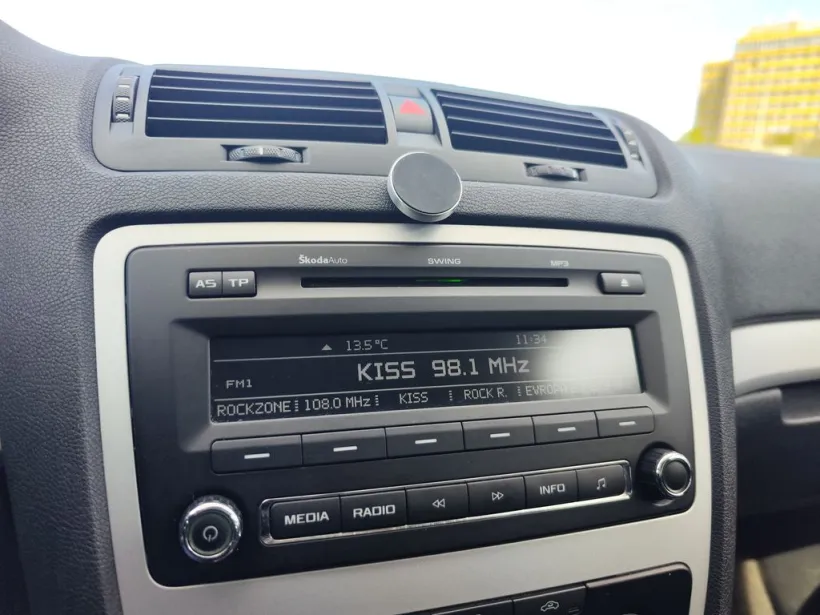 ŠkodaAuto SWING MP3
AS TP
13.5°C 11:34
KISS 98.1 MHz
FM1
ROCKZONE 108.0 MHz KISS ROCK R.
MEDIA RADIO INFO